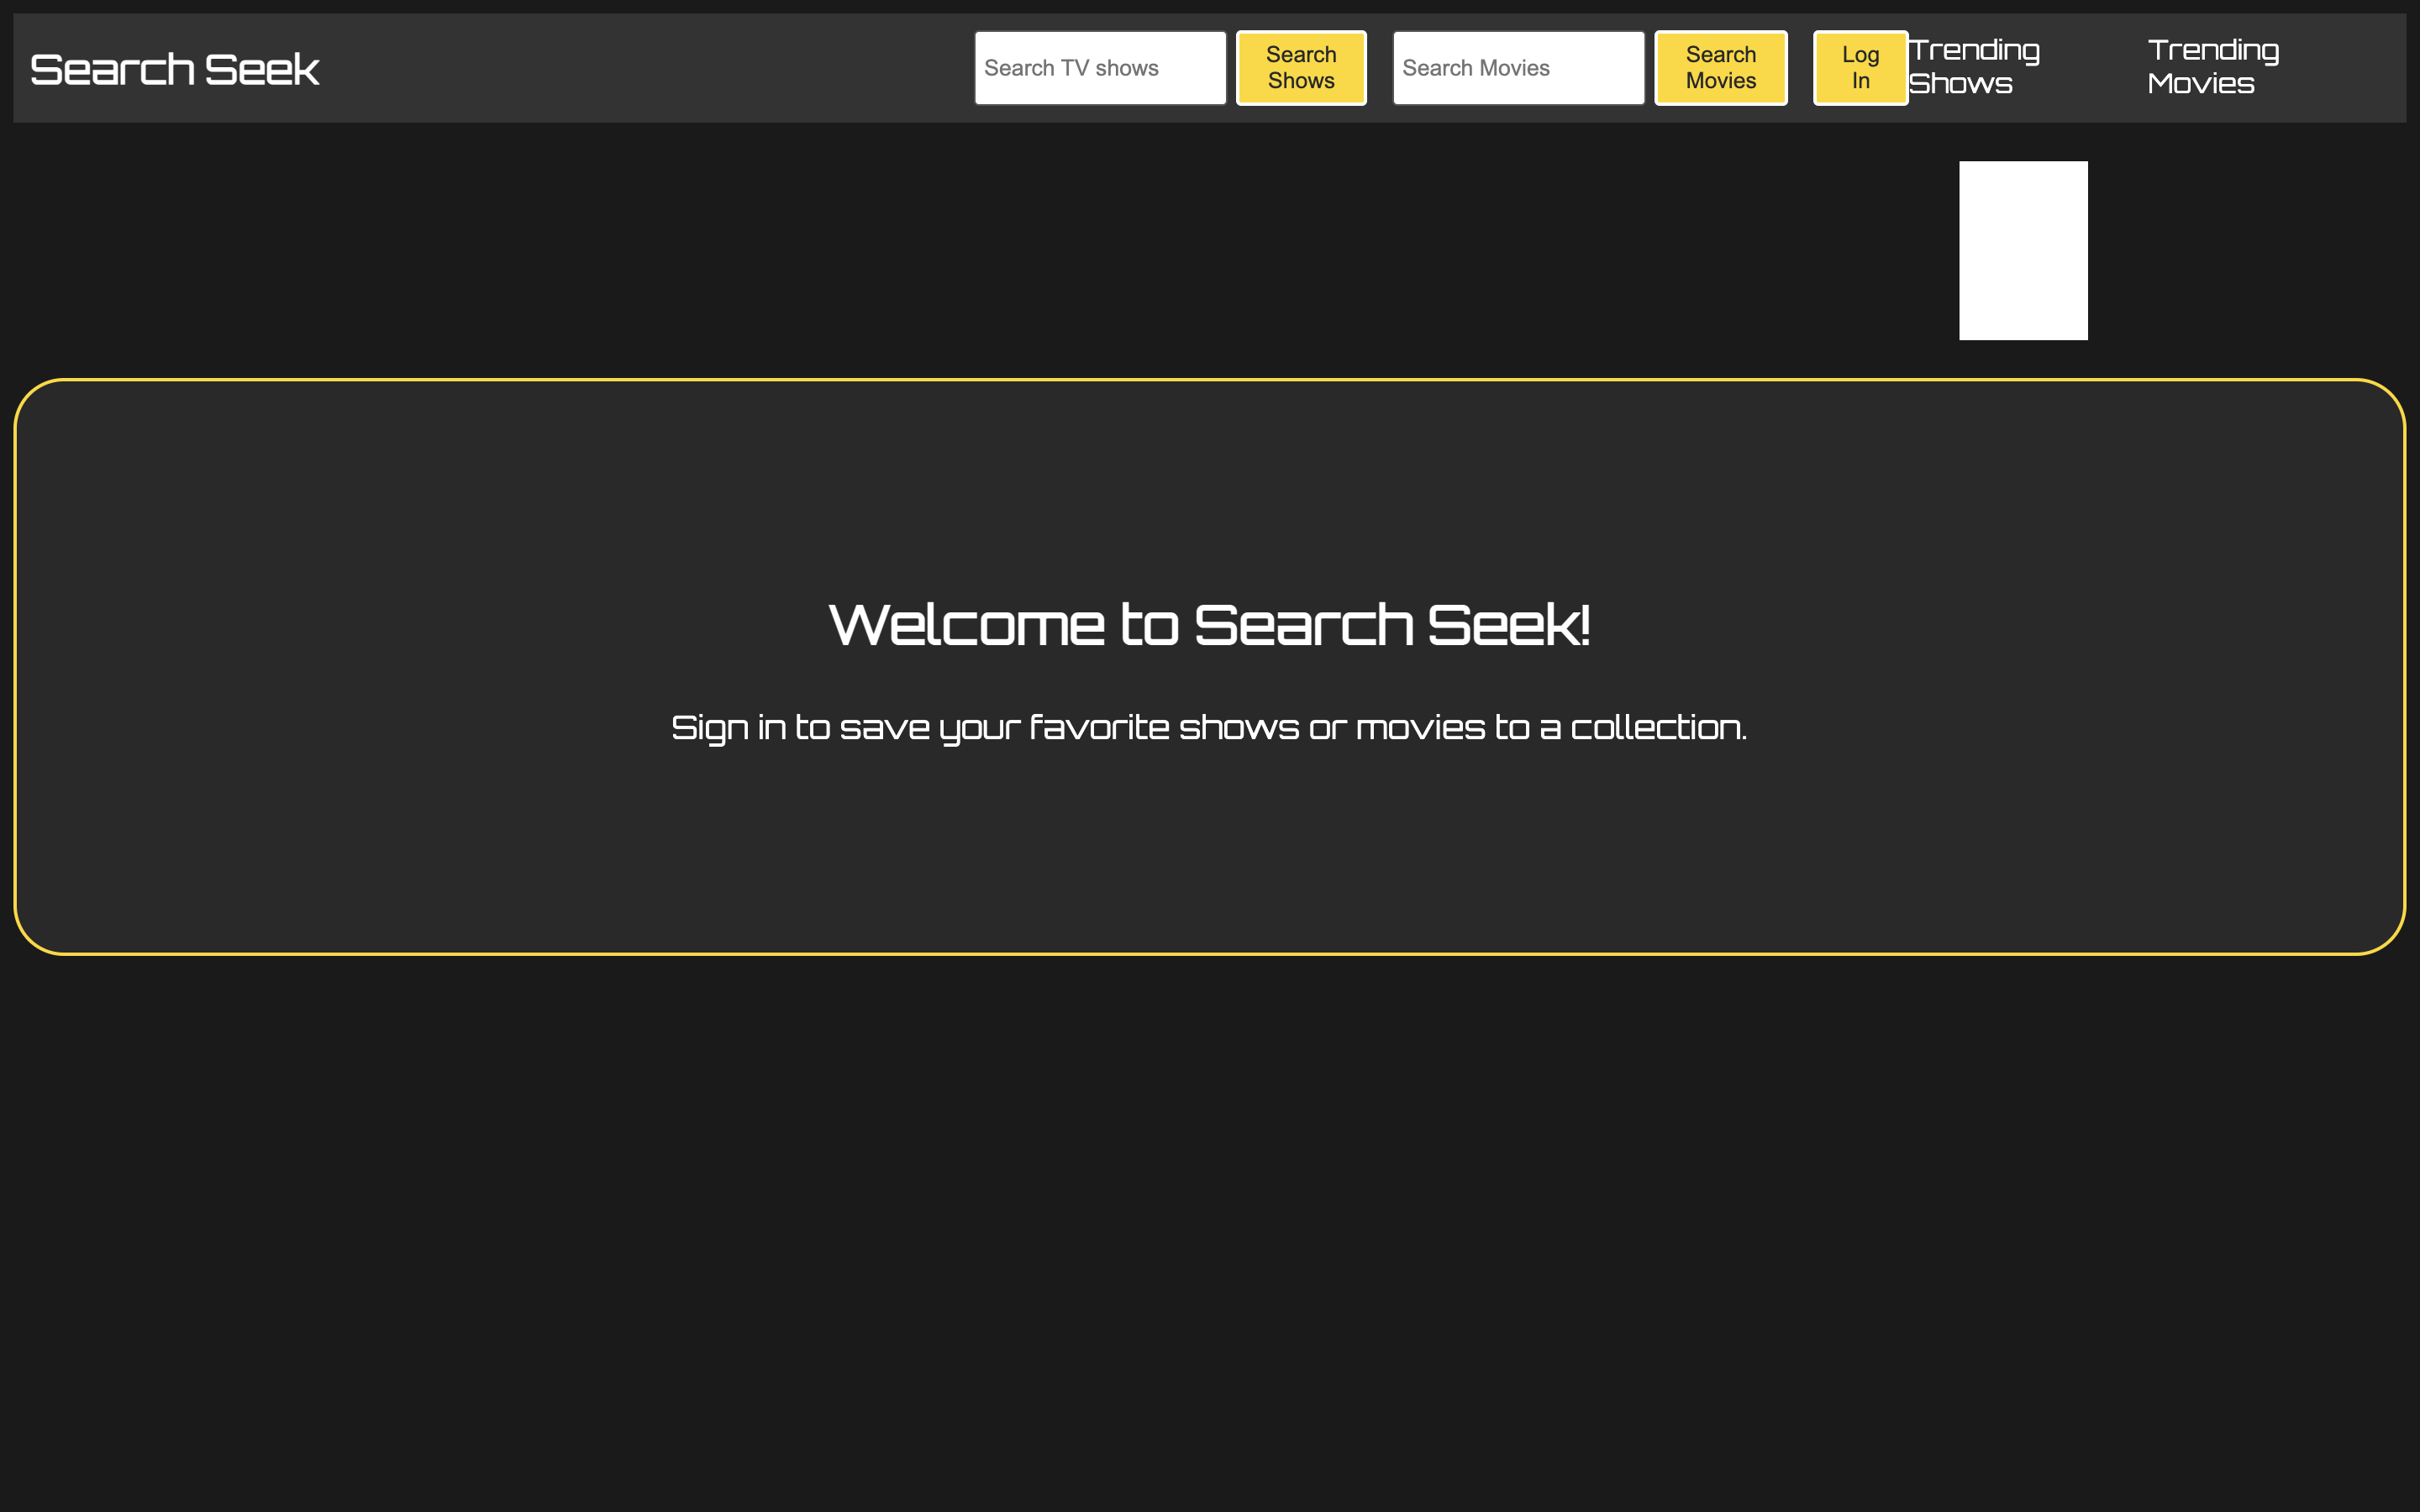 Search Seek
Search TV shows
Search
Shows
Search Movies
Search
Movies
Log
In
Trending
Shows
Trending
Movies
Welcome to Search Seek!
Sign in to save your favorite shows or movies to a collection.